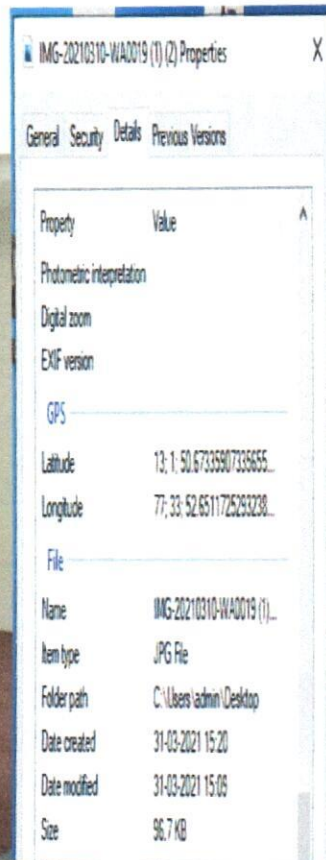 IMG-20210310-WA0019 (1) (2) Properties X
General Security Details Previous Versions
Property Value
Photometric interpretation
Digital zoom
EXIF version
GPS
Latitude 13; 1; 50.67335907335655...
Longitude 77; 33; 52.6511725293238...
File
Name IMG-20210310-WA0019 (1)...
Item type JPG File
Folder path C:\Users\admin\Desktop
Date created 31-03-2021 15:20
Date modified 31-03-2021 15:09
Size 96.7 KB